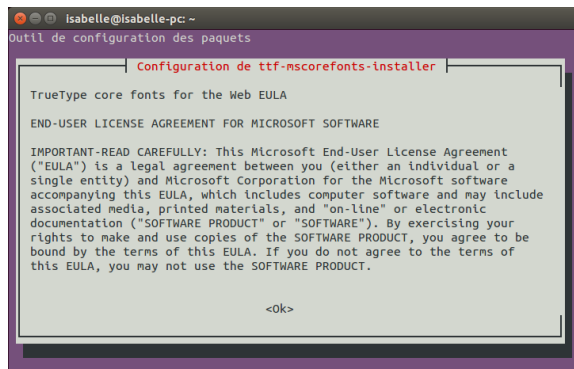 isabelle@isabelle-pc: ~
Outil de configuration des paquets
Configuration de ttf-mscorefonts-installer
TrueType core fonts for the Web EULA
END-USER LICENSE AGREEMENT FOR MICROSOFT SOFTWARE
IMPORTANT-READ CAREFULLY: This Microsoft End-User License Agreement
("EULA") is a legal agreement between you (either an individual or a
single entity) and Microsoft Corporation for the Microsoft software
accompanying this EULA, which includes computer software and may include
associated media, printed materials, and "on-line" or electronic
documentation ("SOFTWARE PRODUCT" or "SOFTWARE"). By exercising your
rights to make and use copies of the SOFTWARE PRODUCT, you agree to be
bound by the terms of this EULA. If you do not agree to the terms of
this EULA, you may not use the SOFTWARE PRODUCT.
<Ok>